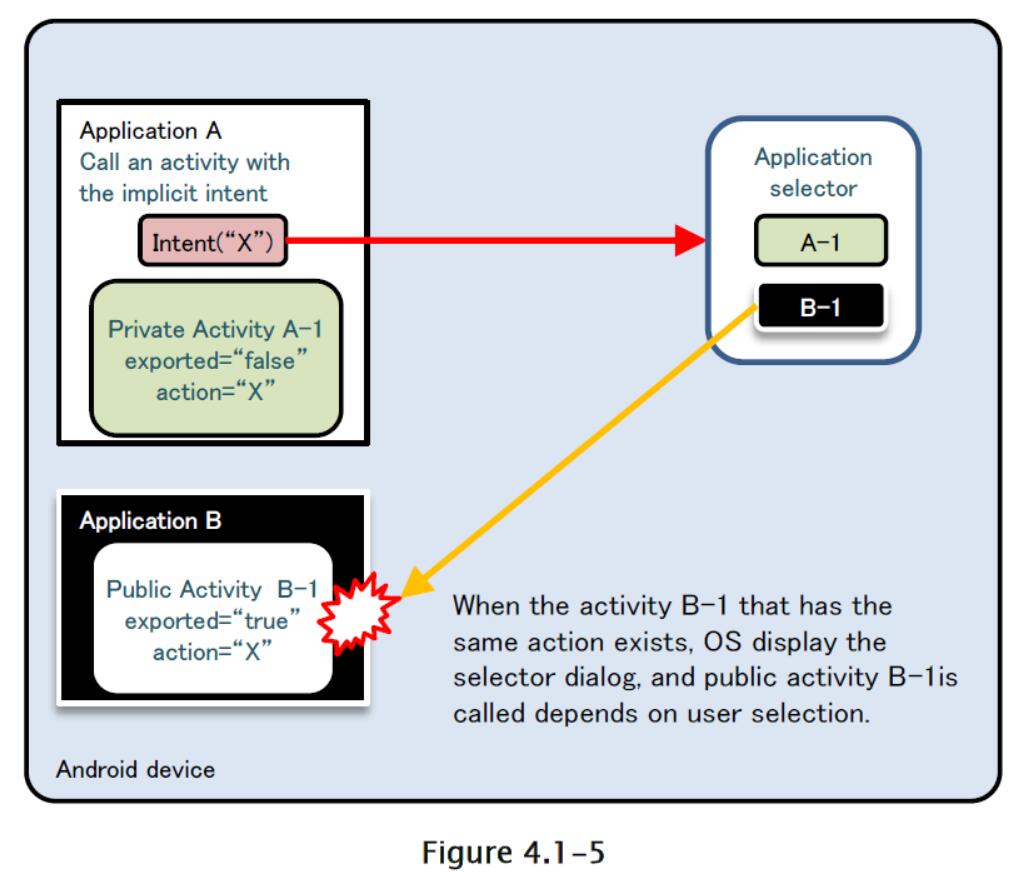 Application A
Call an activity with
the implicit intent
Intent(“X”)
Private Activity A-1
exported=“false”
action=“X”
Application
selector
A-1
B-1
Application B
Public Activity B-1
exported=“true”
action=“X”
When the activity B-1 that has the
same action exists, OS display the
selector dialog, and public activity B-1is
called depends on user selection.
Android device
Figure 4.1-5